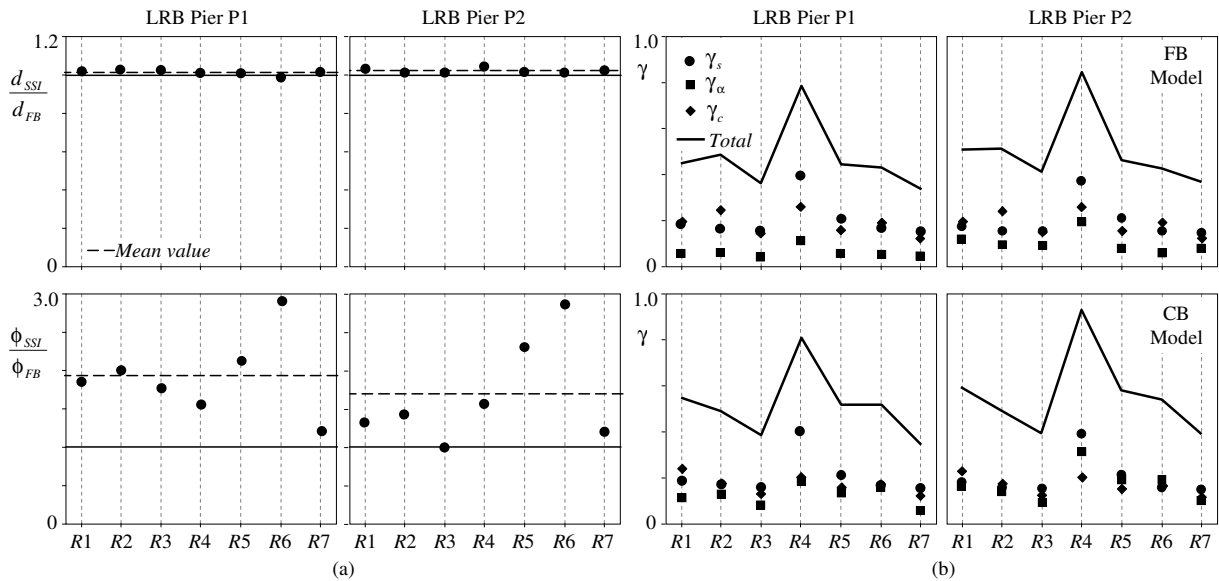 LRB Pier P1
LRB Pier P2
LRB Pier P1
LRB Pier P2
1.2
d_SSI
d_FB
0
Mean value
1.0
γ
γ_s
γ_α
γ_c
Total
0
FB
Model
3.0
ϕ_SSI
ϕ_FB
0
1.0
γ
0
CB
Model
R1 R2 R3 R4 R5 R6 R7
R1 R2 R3 R4 R5 R6 R7
R1 R2 R3 R4 R5 R6 R7
R1 R2 R3 R4 R5 R6 R7
(a)
(b)